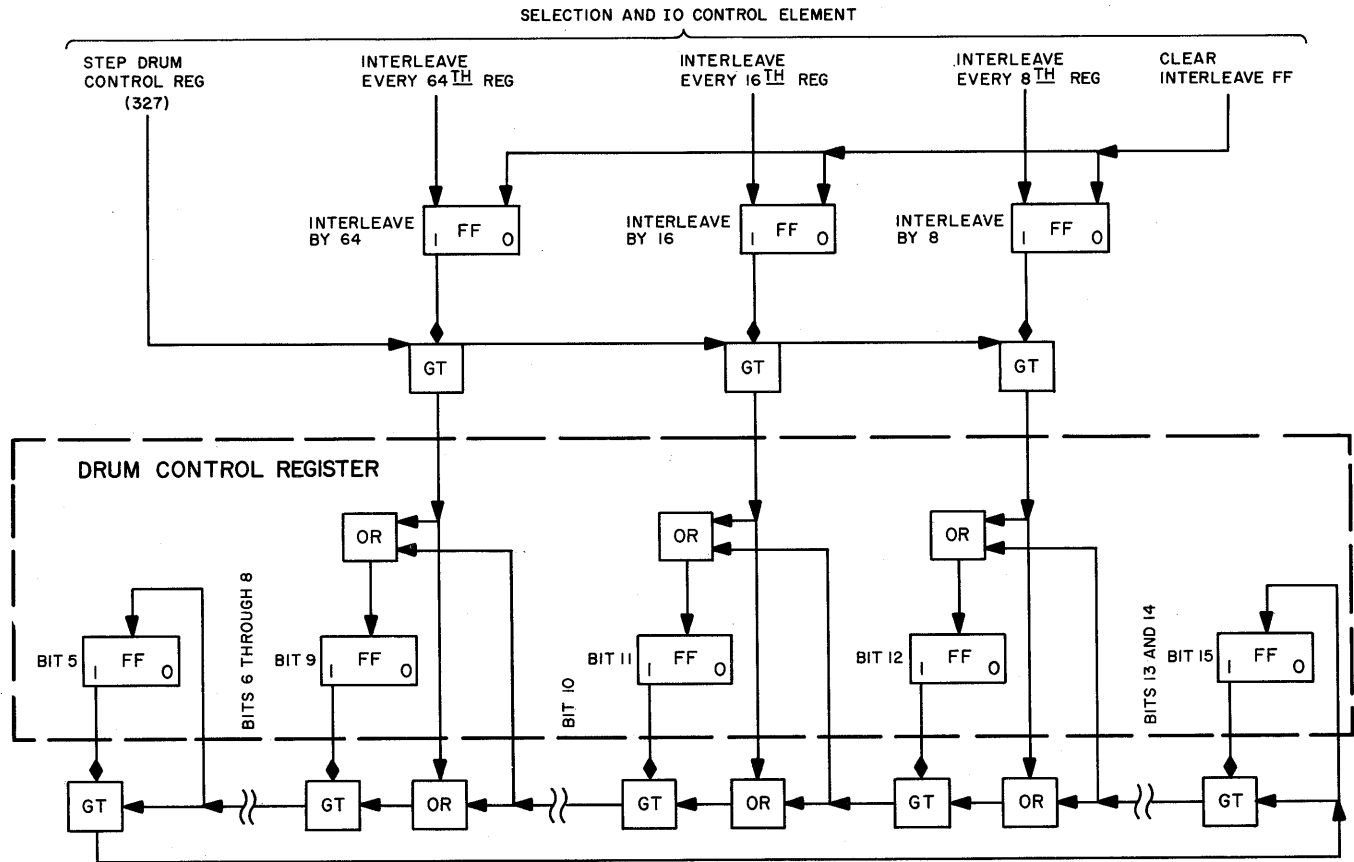 SELECTION AND IO CONTROL ELEMENT
STEP DRUM
CONTROL REG
(327)
INTERLEAVE
EVERY 64TH REG
INTERLEAVE
EVERY 16TH REG
INTERLEAVE
EVERY 8TH REG
CLEAR
INTERLEAVE FF
INTERLEAVE
BY 64
1 FF 0
INTERLEAVE
BY 16
1 FF 0
INTERLEAVE
BY 8
1 FF 0
GT
GT
GT
DRUM CONTROL REGISTER
OR
OR
OR
BIT 5
1 FF 0
BITS 6 THROUGH 8
BIT 9
1 FF 0
BIT 10
BIT 11
1 FF 0
BIT 12
1 FF 0
BITS 13 AND 14
BIT 15
1 FF 0
GT
GT
OR
GT
OR
GT
OR
GT